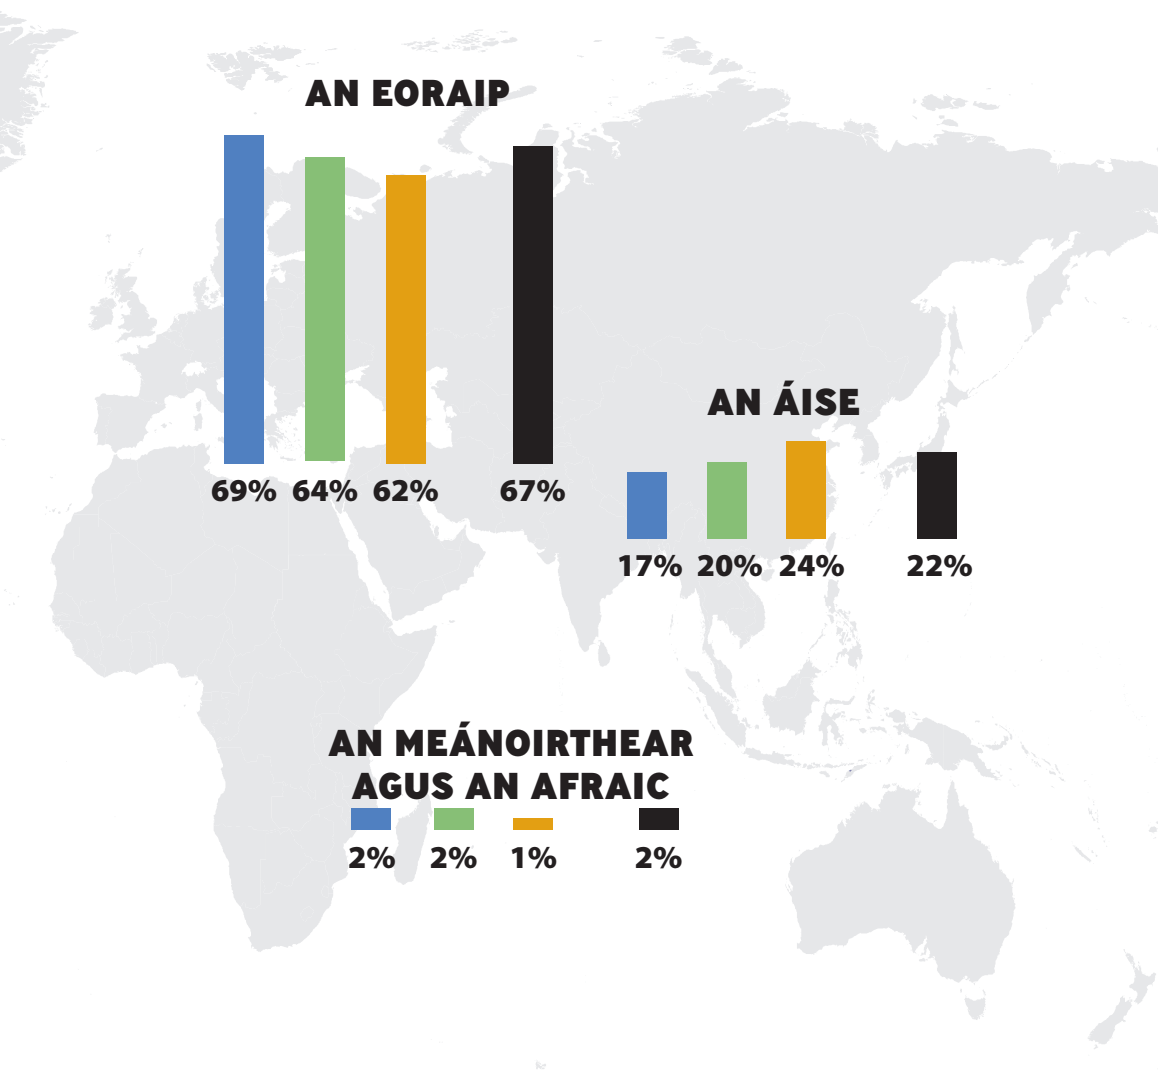 AN EORAIP
69% 64% 62% 67%
AN ÁISE
17% 20% 24% 22%
AN MEÁNOIRTHEAR
AGUS AN AFRAIC
2% 2% 1% 2%